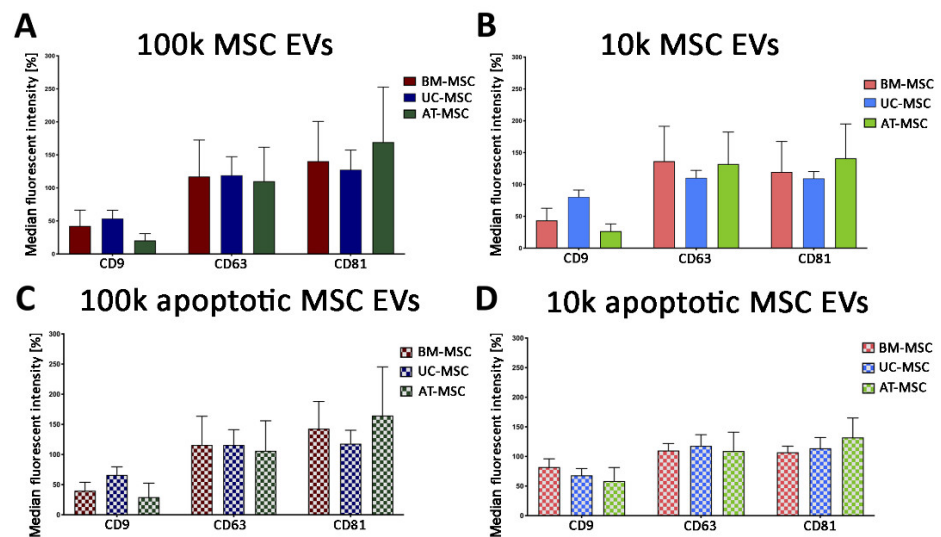 A
100k MSC EVs
Median fluorescent intensity [%]
300
250
200
150
100
50
0
CD9
CD63
CD81
BM-MSC
UC-MSC
AT-MSC
B
10k MSC EVs
Median fluorescent intensity [%]
300
250
200
150
100
50
0
CD9
CD63
CD81
BM-MSC
UC-MSC
AT-MSC
C
100k apoptotic MSC EVs
Median fluorescent intensity [%]
300
250
200
150
100
50
0
CD9
CD63
CD81
BM-MSC
UC-MSC
AT-MSC
D
10k apoptotic MSC EVs
Median fluorescent intensity [%]
300
250
200
150
100
50
0
CD9
CD63
CD81
BM-MSC
UC-MSC
AT-MSC